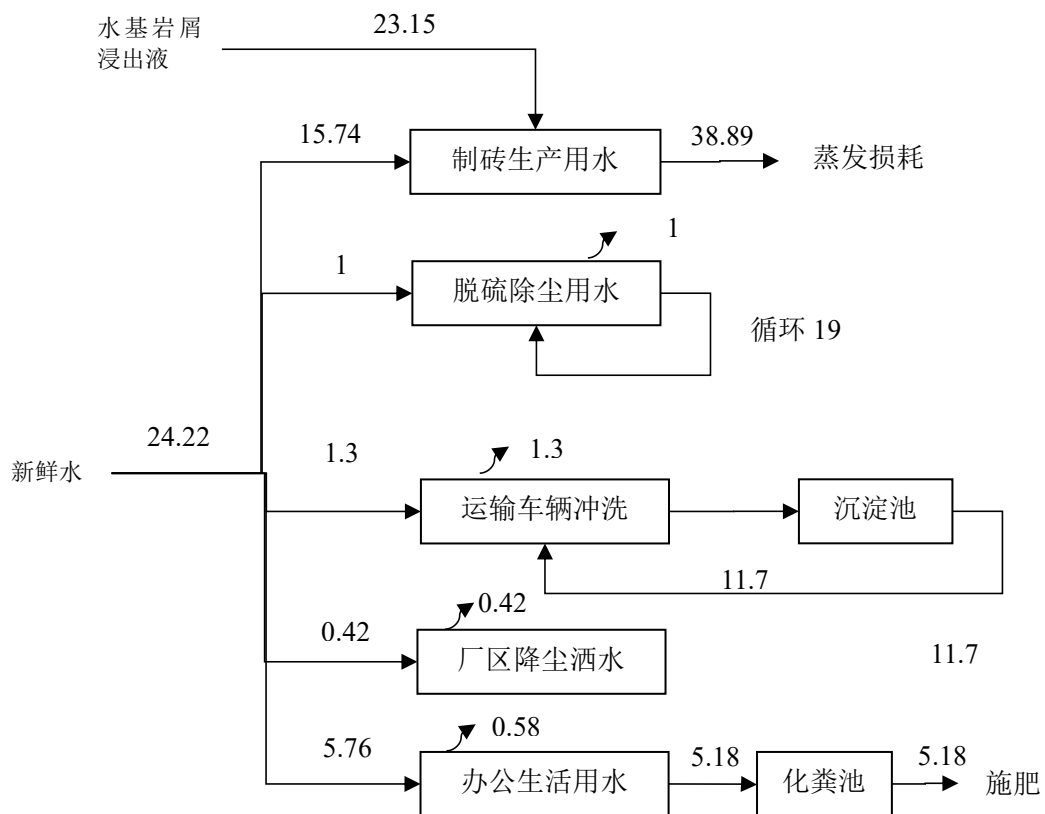 水基岩屑
浸出液
23.15
15.74
制砖生产用水
38.89
蒸发损耗
1
1
脱硫除尘用水
循环 19
新鲜水
24.22
1.3
1.3
运输车辆冲洗
沉淀池
11.7
0.42
0.42
厂区降尘洒水
11.7
5.76
0.58
办公生活用水
5.18
化粪池
5.18
施肥